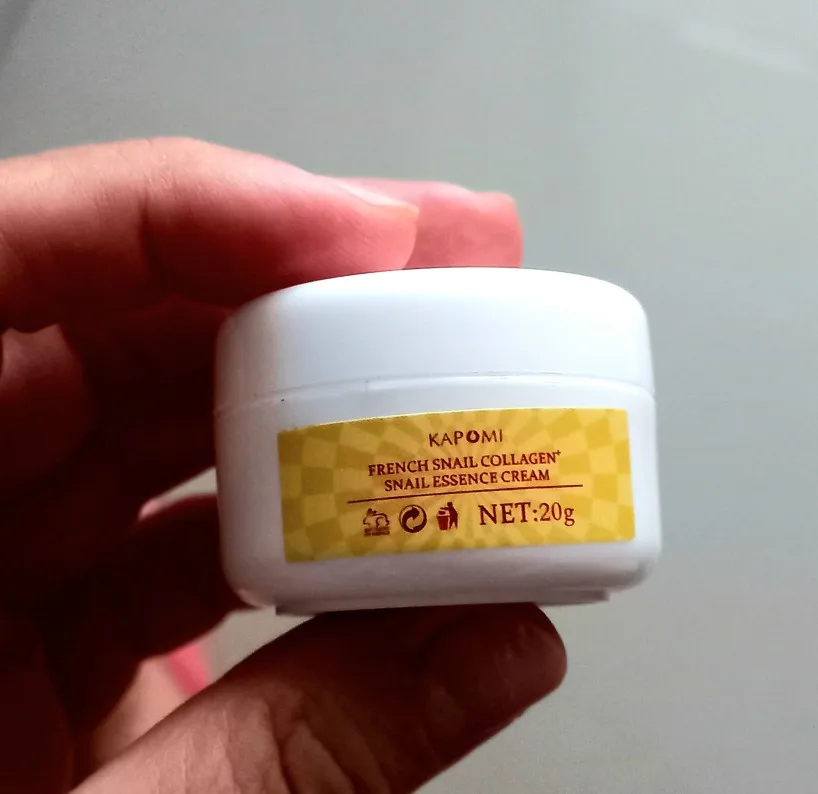 KAPOMI
FRENCH SNAIL COLLAGEN+
SNAIL ESSENCE CREAM
NET:20g